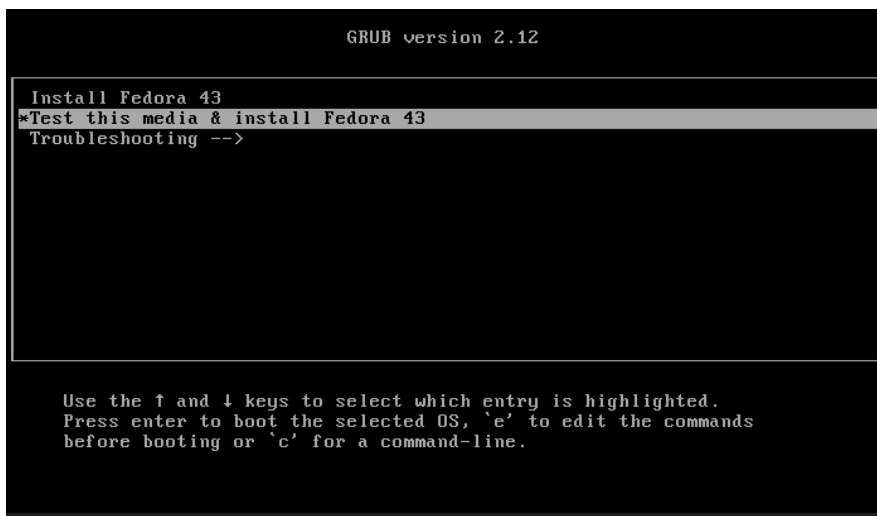 GRUB version 2.12
Install Fedora 43
*Test this media & install Fedora 43
Troubleshooting -->
Use the ↑ and ↓ keys to select which entry is highlighted.
Press enter to boot the selected OS, `e' to edit the commands
before booting or `c' for a command-line.